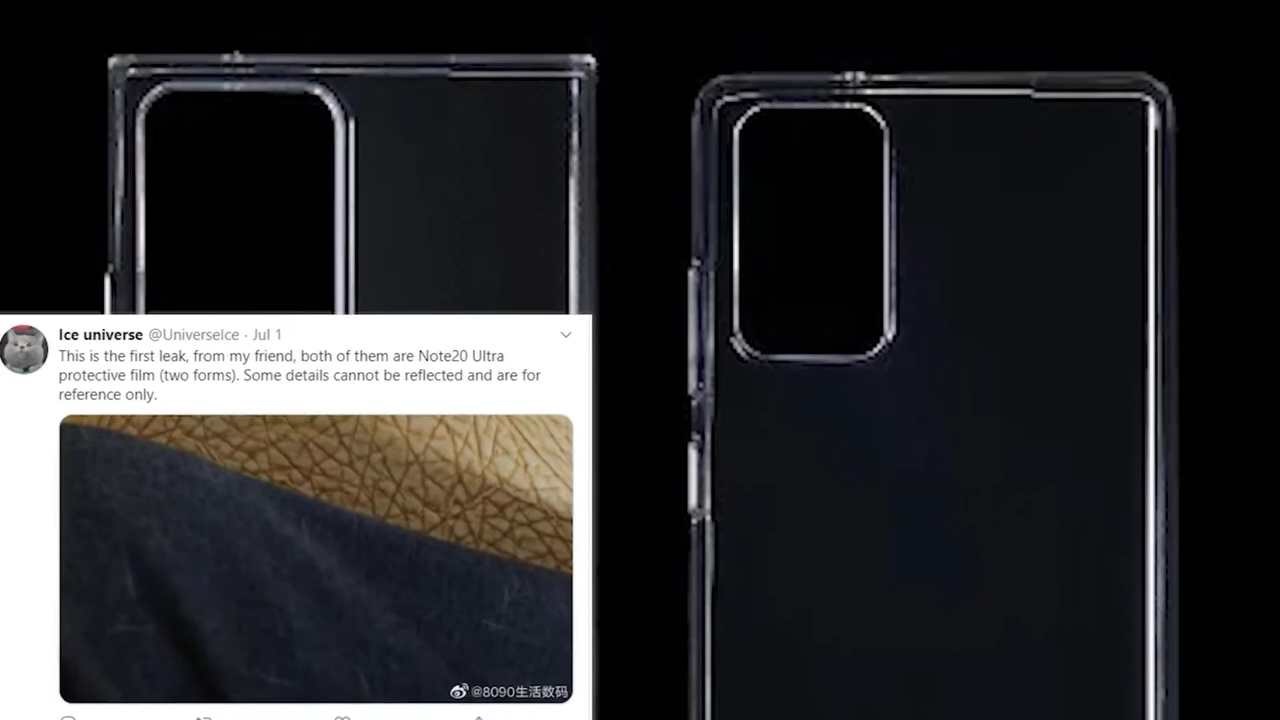 Ice universe @UniverseIce · Jul 1
This is the first leak, from my friend, both of them are Note20 Ultra
protective film (two forms). Some details cannot be reflected and are for
reference only.
@8090生活数码